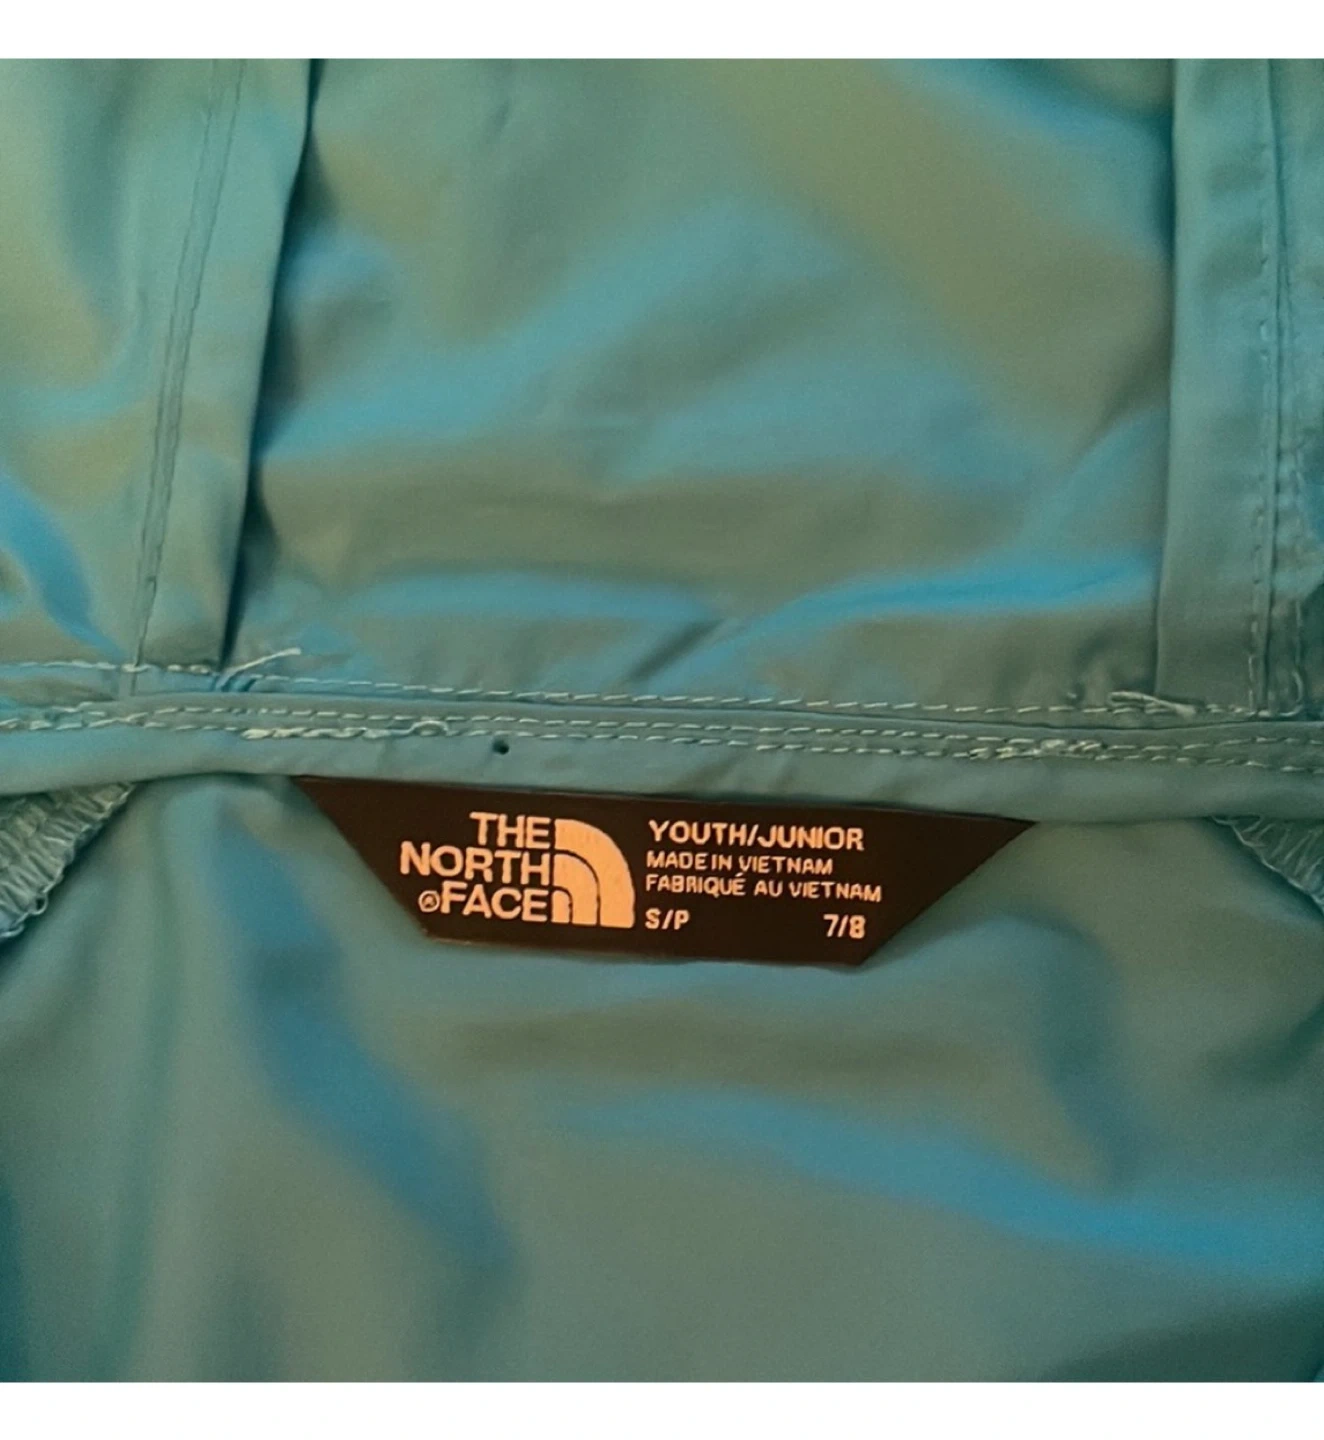 THE
NORTH
®FACE
YOUTH/JUNIOR
MADE IN VIETNAM
FABRIQUÉ AU VIETNAM
S/P 7/8